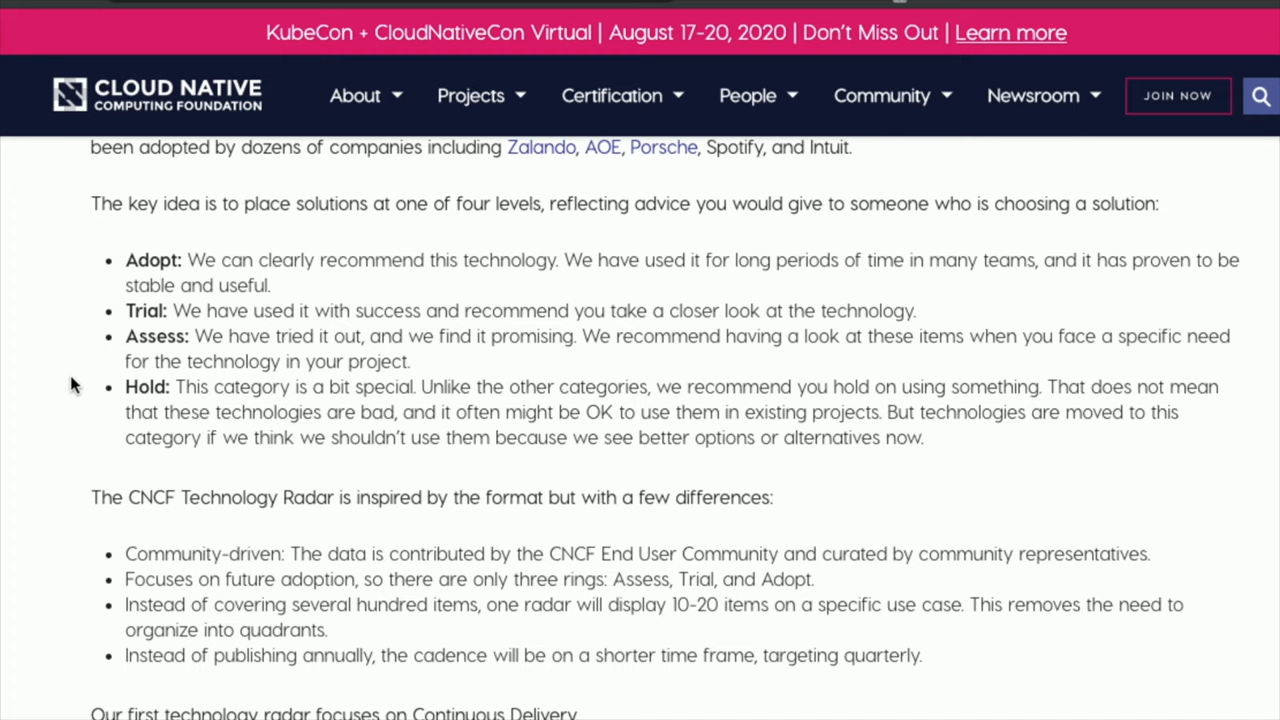 KubeCon + CloudNativeCon Virtual | August 17-20, 2020 | Don't Miss Out | Learn more
CLOUD NATIVE
COMPUTING FOUNDATION
About Projects Certification People Community Newsroom JOIN NOW
been adopted by dozens of companies including Zalando, AOE, Porsche, Spotify, and Intuit.
The key idea is to place solutions at one of four levels, reflecting advice you would give to someone who is choosing a solution:
• Adopt: We can clearly recommend this technology. We have used it for long periods of time in many teams, and it has proven to be
stable and useful.
• Trial: We have used it with success and recommend you take a closer look at the technology.
• Assess: We have tried it out, and we find it promising. We recommend having a look at these items when you face a specific need
for the technology in your project.
• Hold: This category is a bit special. Unlike the other categories, we recommend you hold on using something. That does not mean
that these technologies are bad, and it often might be OK to use them in existing projects. But technologies are moved to this
category if we think we shouldn't use them because we see better options or alternatives now.
The CNCF Technology Radar is inspired by the format but with a few differences:
• Community-driven: The data is contributed by the CNCF End User Community and curated by community representatives.
• Focuses on future adoption, so there are only three rings: Assess, Trial, and Adopt.
• Instead of covering several hundred items, one radar will display 10-20 items on a specific use case. This removes the need to
organize into quadrants.
• Instead of publishing annually, the cadence will be on a shorter time frame, targeting quarterly.
Our first technology radar focuses on Continuous Delivery